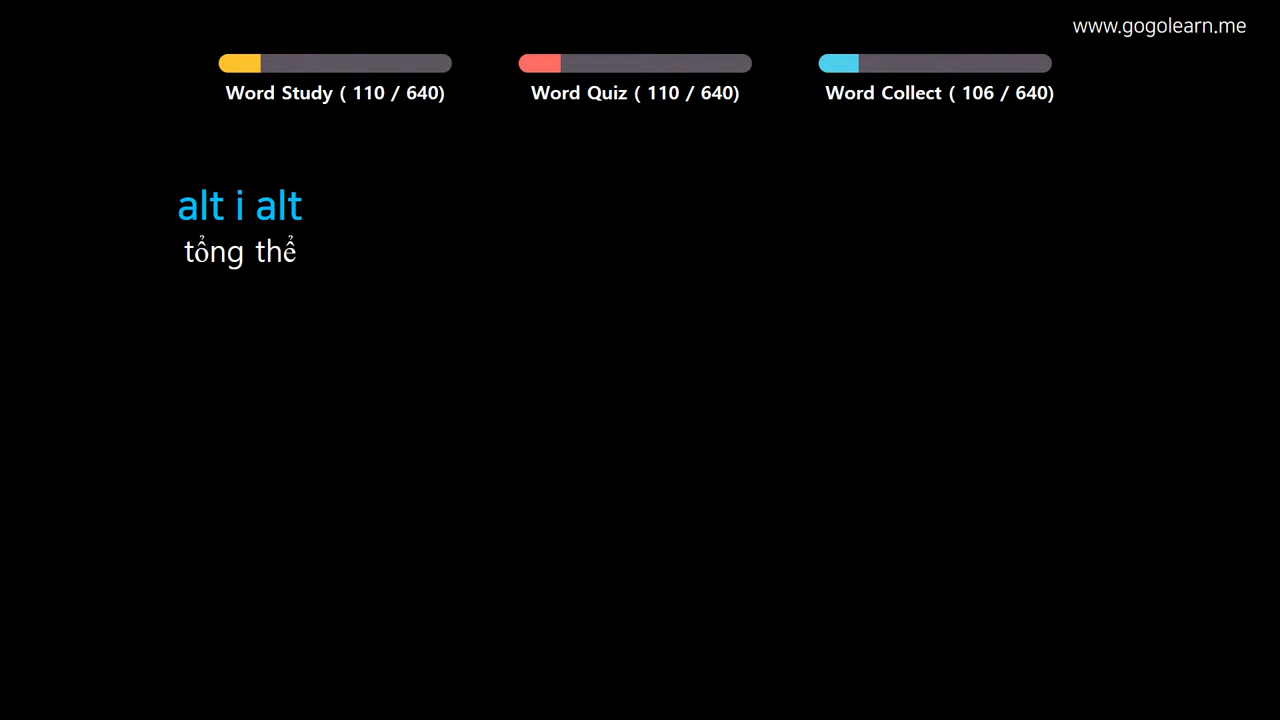 www.gogolearn.me
Word Study ( 110 / 640)
Word Quiz ( 110 / 640)
Word Collect ( 106 / 640)
alt i alt
tổng thể